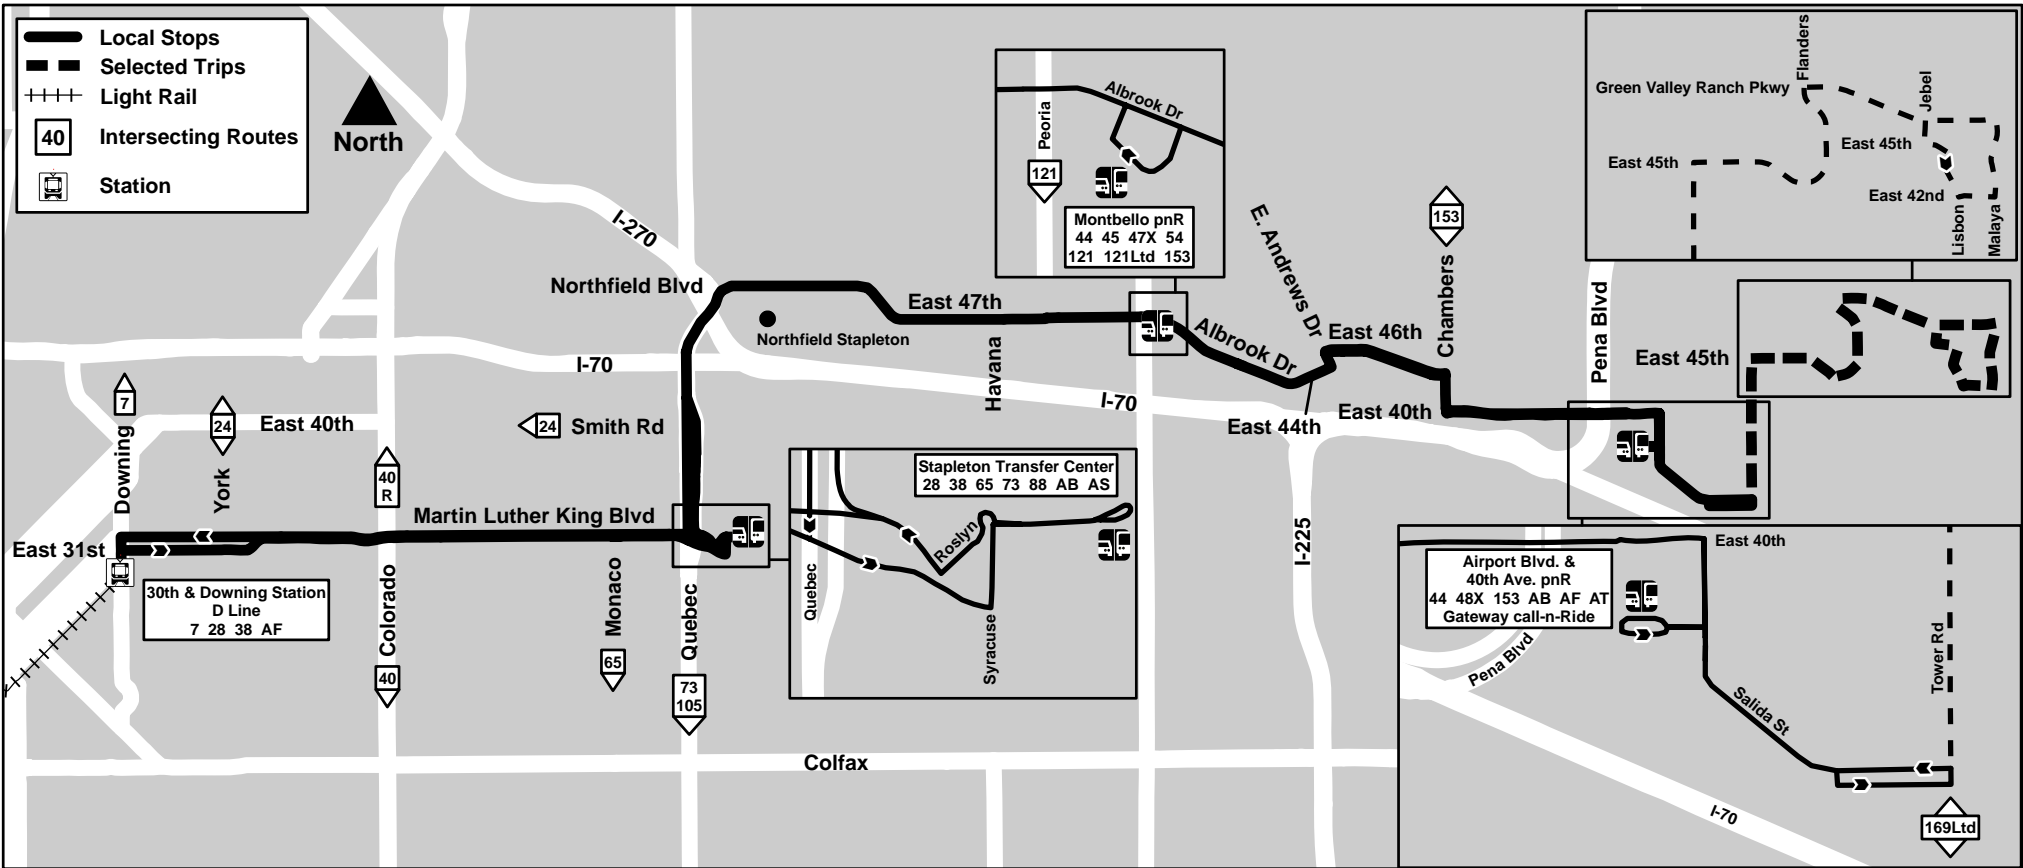 Local Stops
Selected Trips
Light Rail
40
Intersecting Routes
Station
North
I-270
Northfield Blvd
Northfield Stapleton
I-70
East 47th
Havana
I-70
Peoria
121
Albrook Dr
Montbello pnR
44 45 47X 54
121 121Ltd 153
E. Andrews Dr
Albrook Dr
East 46th
East 44th
East 40th
153
Chambers
Pena Blvd
Green Valley Ranch Pkwy
Flanders
Jebel
East 45th
East 45th
East 42nd
Lisbon
Malaya
East 45th
7
Downing
24
York
East 40th
24
Smith Rd
40
R
Martin Luther King Blvd
East 31st
30th & Downing Station
D Line
7 28 38 AF
Colorado
40
Monaco
65
Quebec
73
105
Stapleton Transfer Center
28 38 65 73 88 AB AS
Roslyn
Quebec
Syracuse
I-225
Colfax
East 40th
Airport Blvd. &
40th Ave. pnR
44 48X 153 AB AF AT
Gateway call-n-Ride
Pena Blvd
Salida St
Tower Rd
I-70
169Ltd